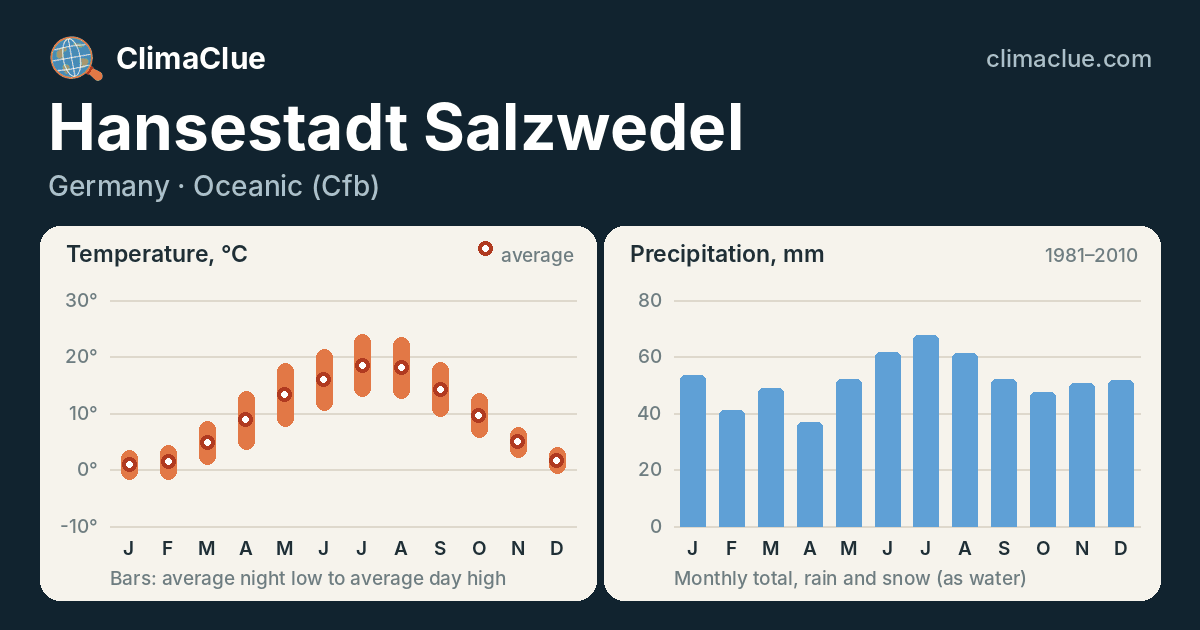 ClimaClue
climaclue.com
Hansestadt Salzwedel
Germany · Oceanic (Cfb)
Temperature, °C
average
30°
20°
10°
0°
-10°
J F M A M J J A S O N D
Bars: average night low to average day high
Precipitation, mm
1981–2010
80
60
40
20
0
J F M A M J J A S O N D
Monthly total, rain and snow (as water)